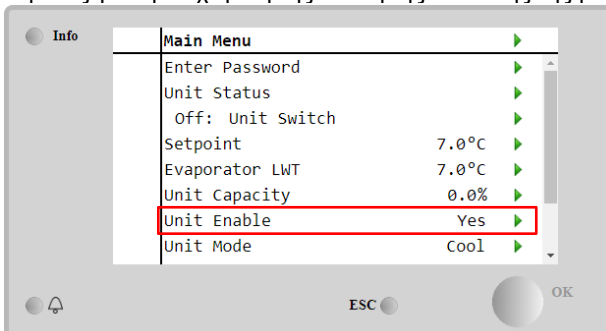 Info
Main Menu
Enter Password
Unit Status
Off: Unit Switch
Setpoint 7.0°C
Evaporator LWT 7.0°C
Unit Capacity 0.0%
Unit Enable Yes
Unit Mode Cool
ESC OK